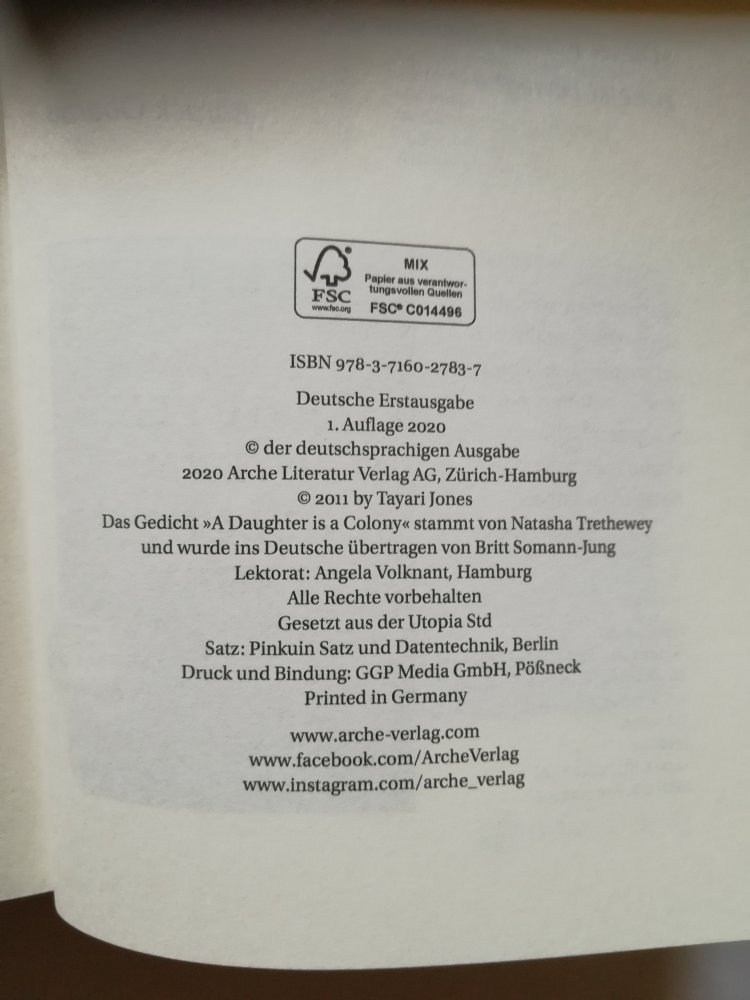 MIX
Papier aus verantwor-
tungsvollen Quellen
FSC® C014496
FSC
www.fsc.org
ISBN 978-3-7160-2783-7
Deutsche Erstausgabe
1. Auflage 2020
© der deutschsprachigen Ausgabe
2020 Arche Literatur Verlag AG, Zürich-Hamburg
© 2011 by Tayari Jones
Das Gedicht »A Daughter is a Colony« stammt von Natasha Trethewey
und wurde ins Deutsche übertragen von Britt Somann-Jung
Lektorat: Angela Volknant, Hamburg
Alle Rechte vorbehalten
Gesetzt aus der Utopia Std
Satz: Pinkuin Satz und Datentechnik, Berlin
Druck und Bindung: GGP Media GmbH, Pößneck
Printed in Germany
www.arche-verlag.com
www.facebook.com/ArcheVerlag
www.instagram.com/arche_verlag